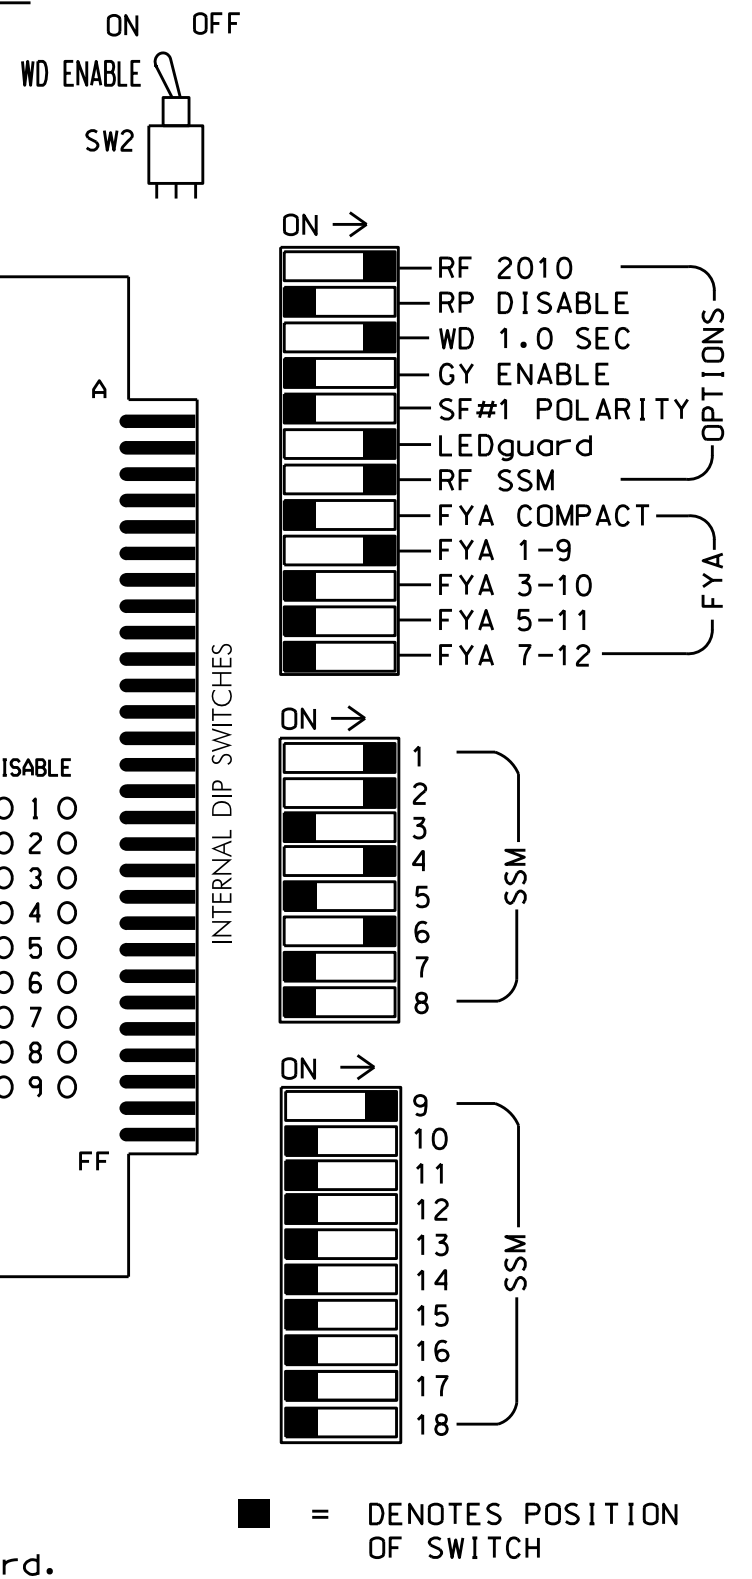 ON OFF
WD ENABLE
SW2
ON →
RF 2010
RP DISABLE
WD 1.0 SEC
GY ENABLE
SF#1 POLARITY
LEDguard
RF SSM
OPTIONS
FYA COMPACT
FYA 1-9
FYA 3-10
FYA 5-11
FYA 7-12
FYA
A
FF
INTERNAL DIP SWITCHES
ISABLE
1
2
3
4
5
6
7
8
9
ON →
1
2
3
4
5
6
7
8
SSM
ON →
9
10
11
12
13
14
15
16
17
18
SSM
= DENOTES POSITION
OF SWITCH
rd.